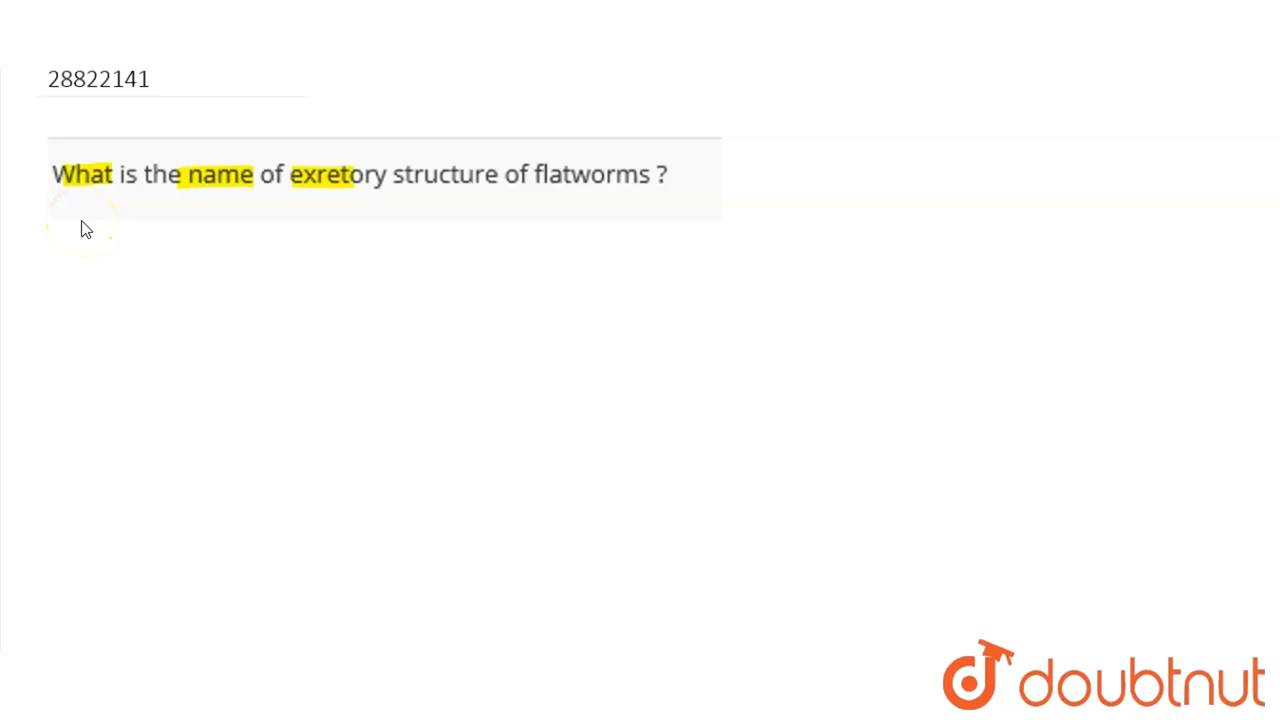 28822141
What is the name of exretory structure of flatworms ?
doubtnut